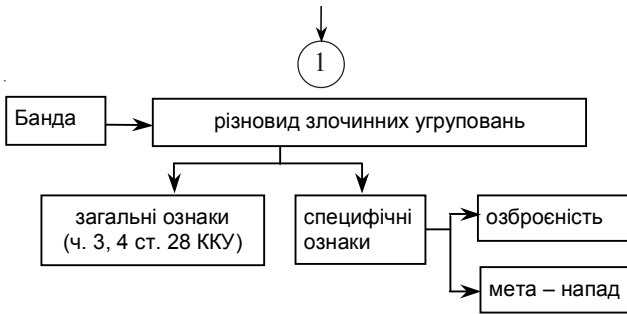 1
Банда
різновид злочинних угруповань
загальні ознаки
(ч. 3, 4 ст. 28 ККУ)
специфічні
ознаки
озброєність
мета – напад